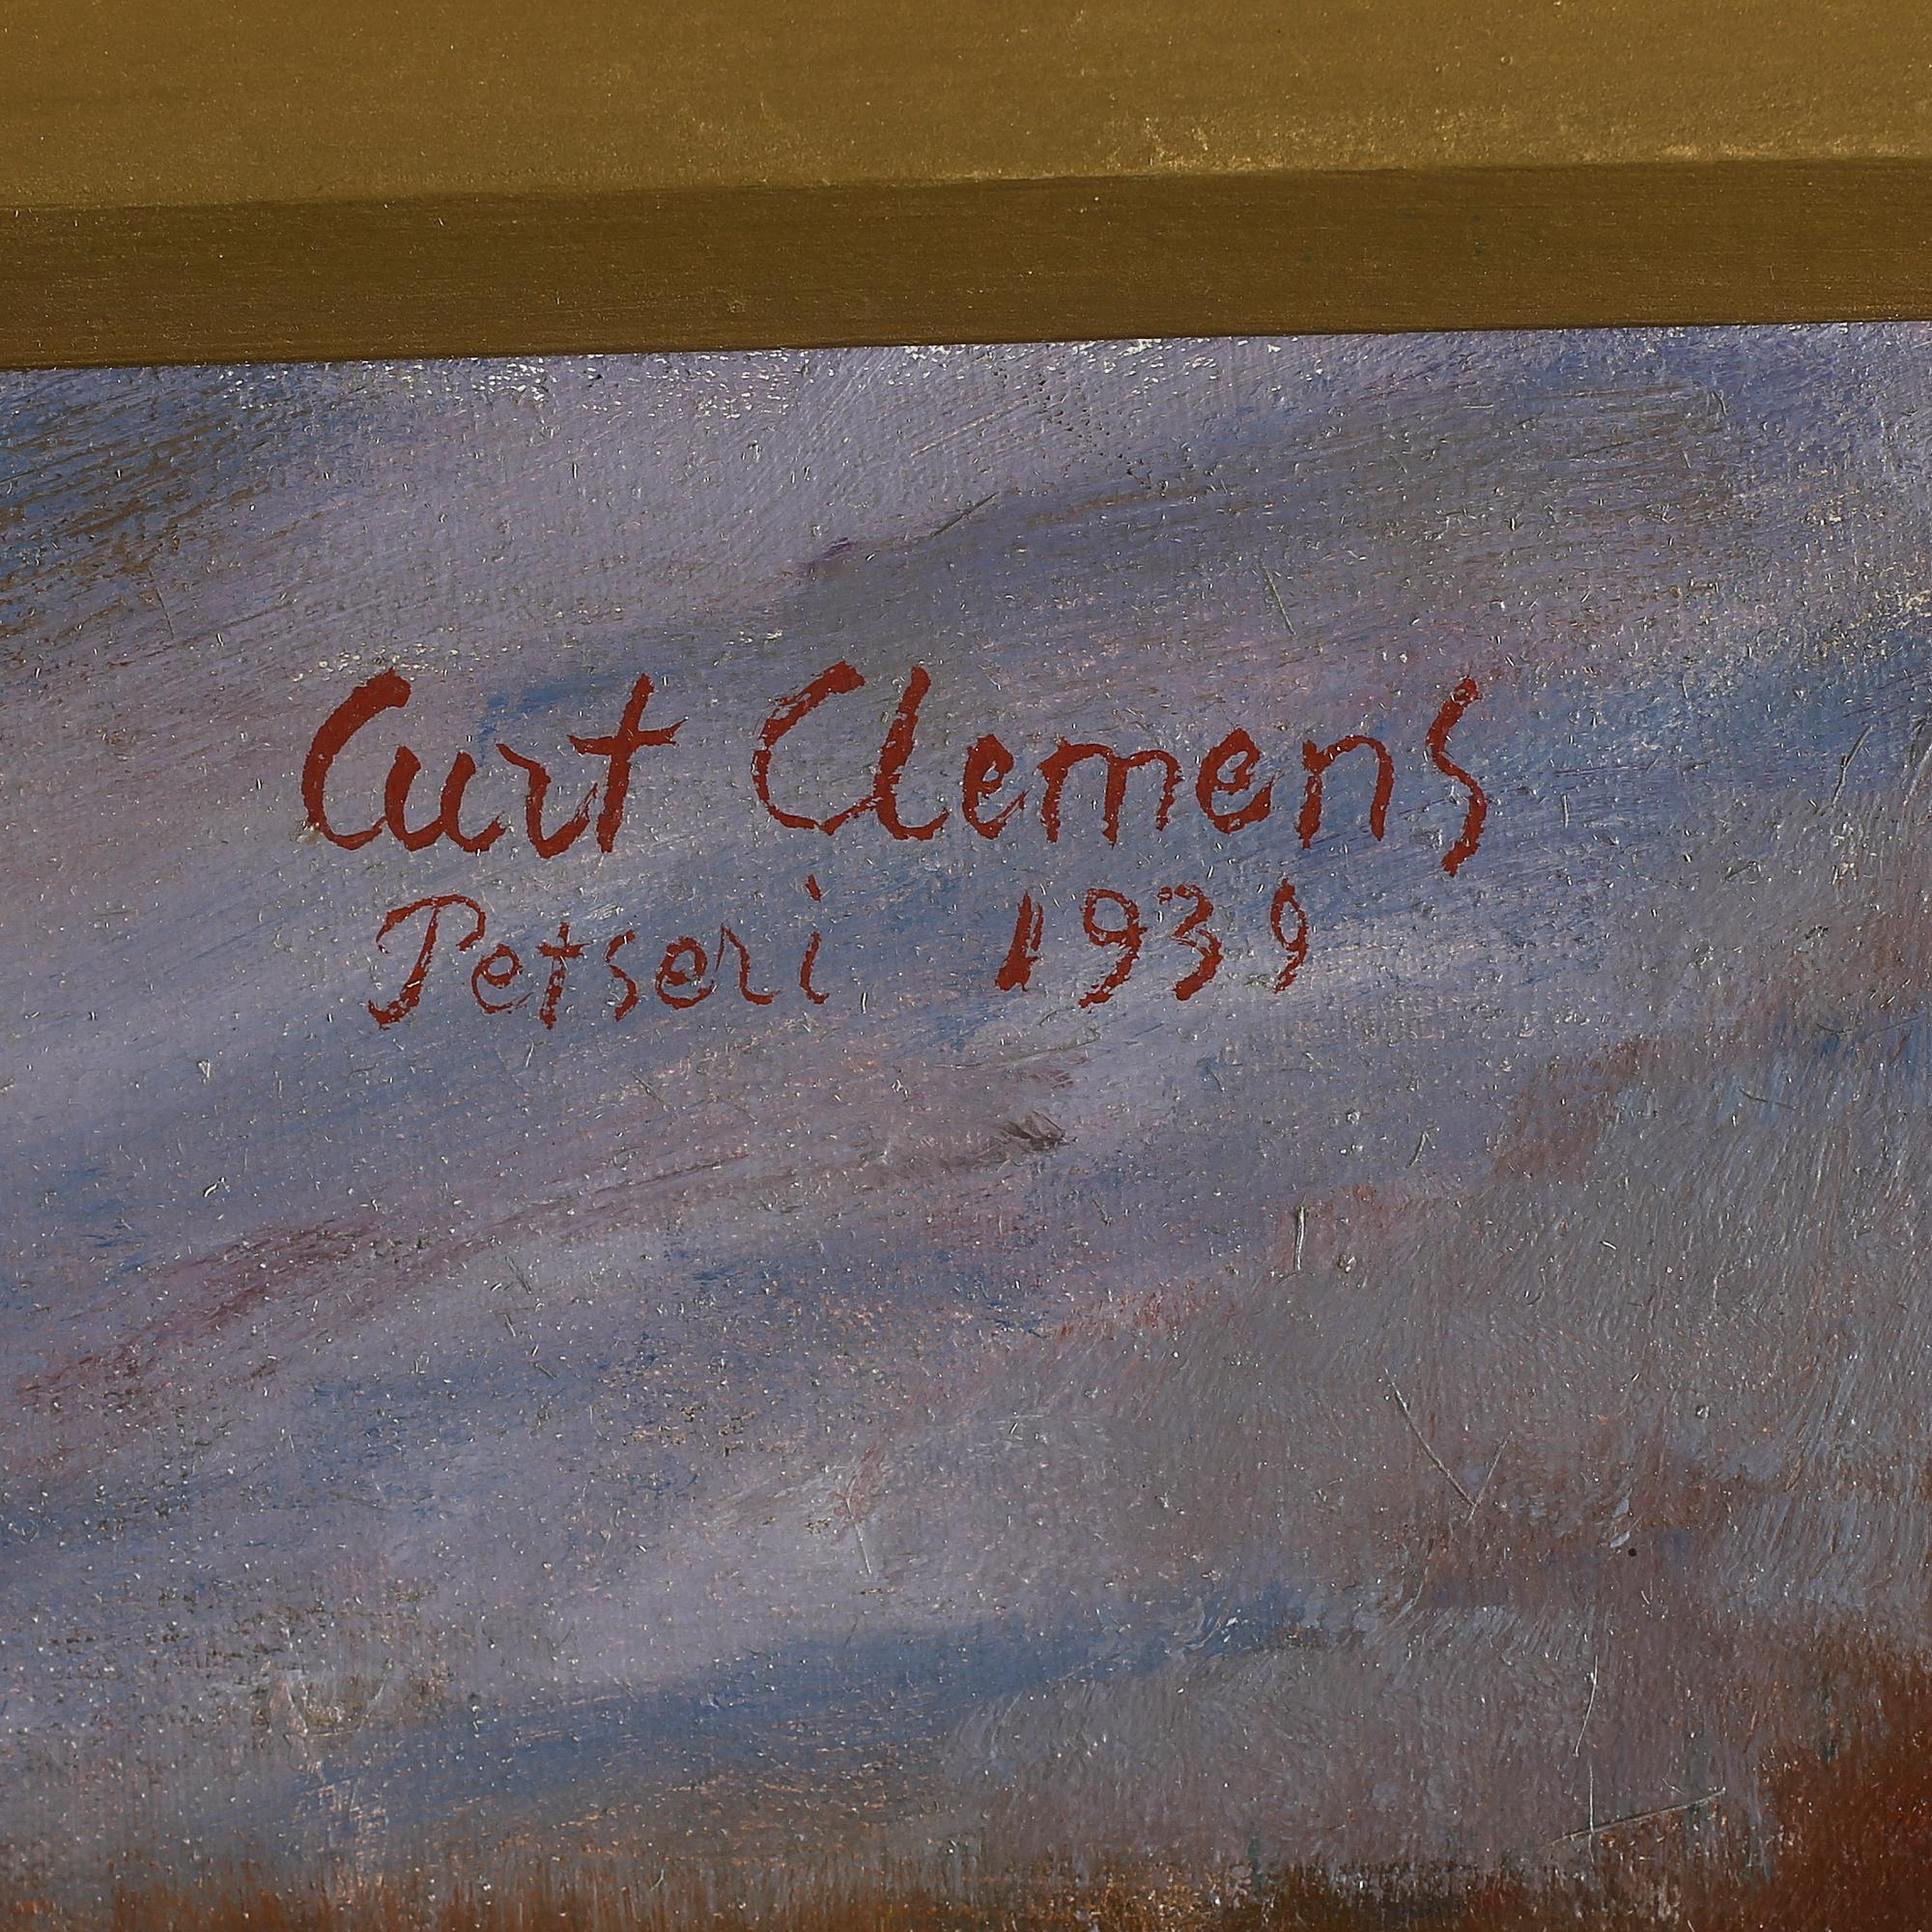 Curt Clemens
Petseri 1939